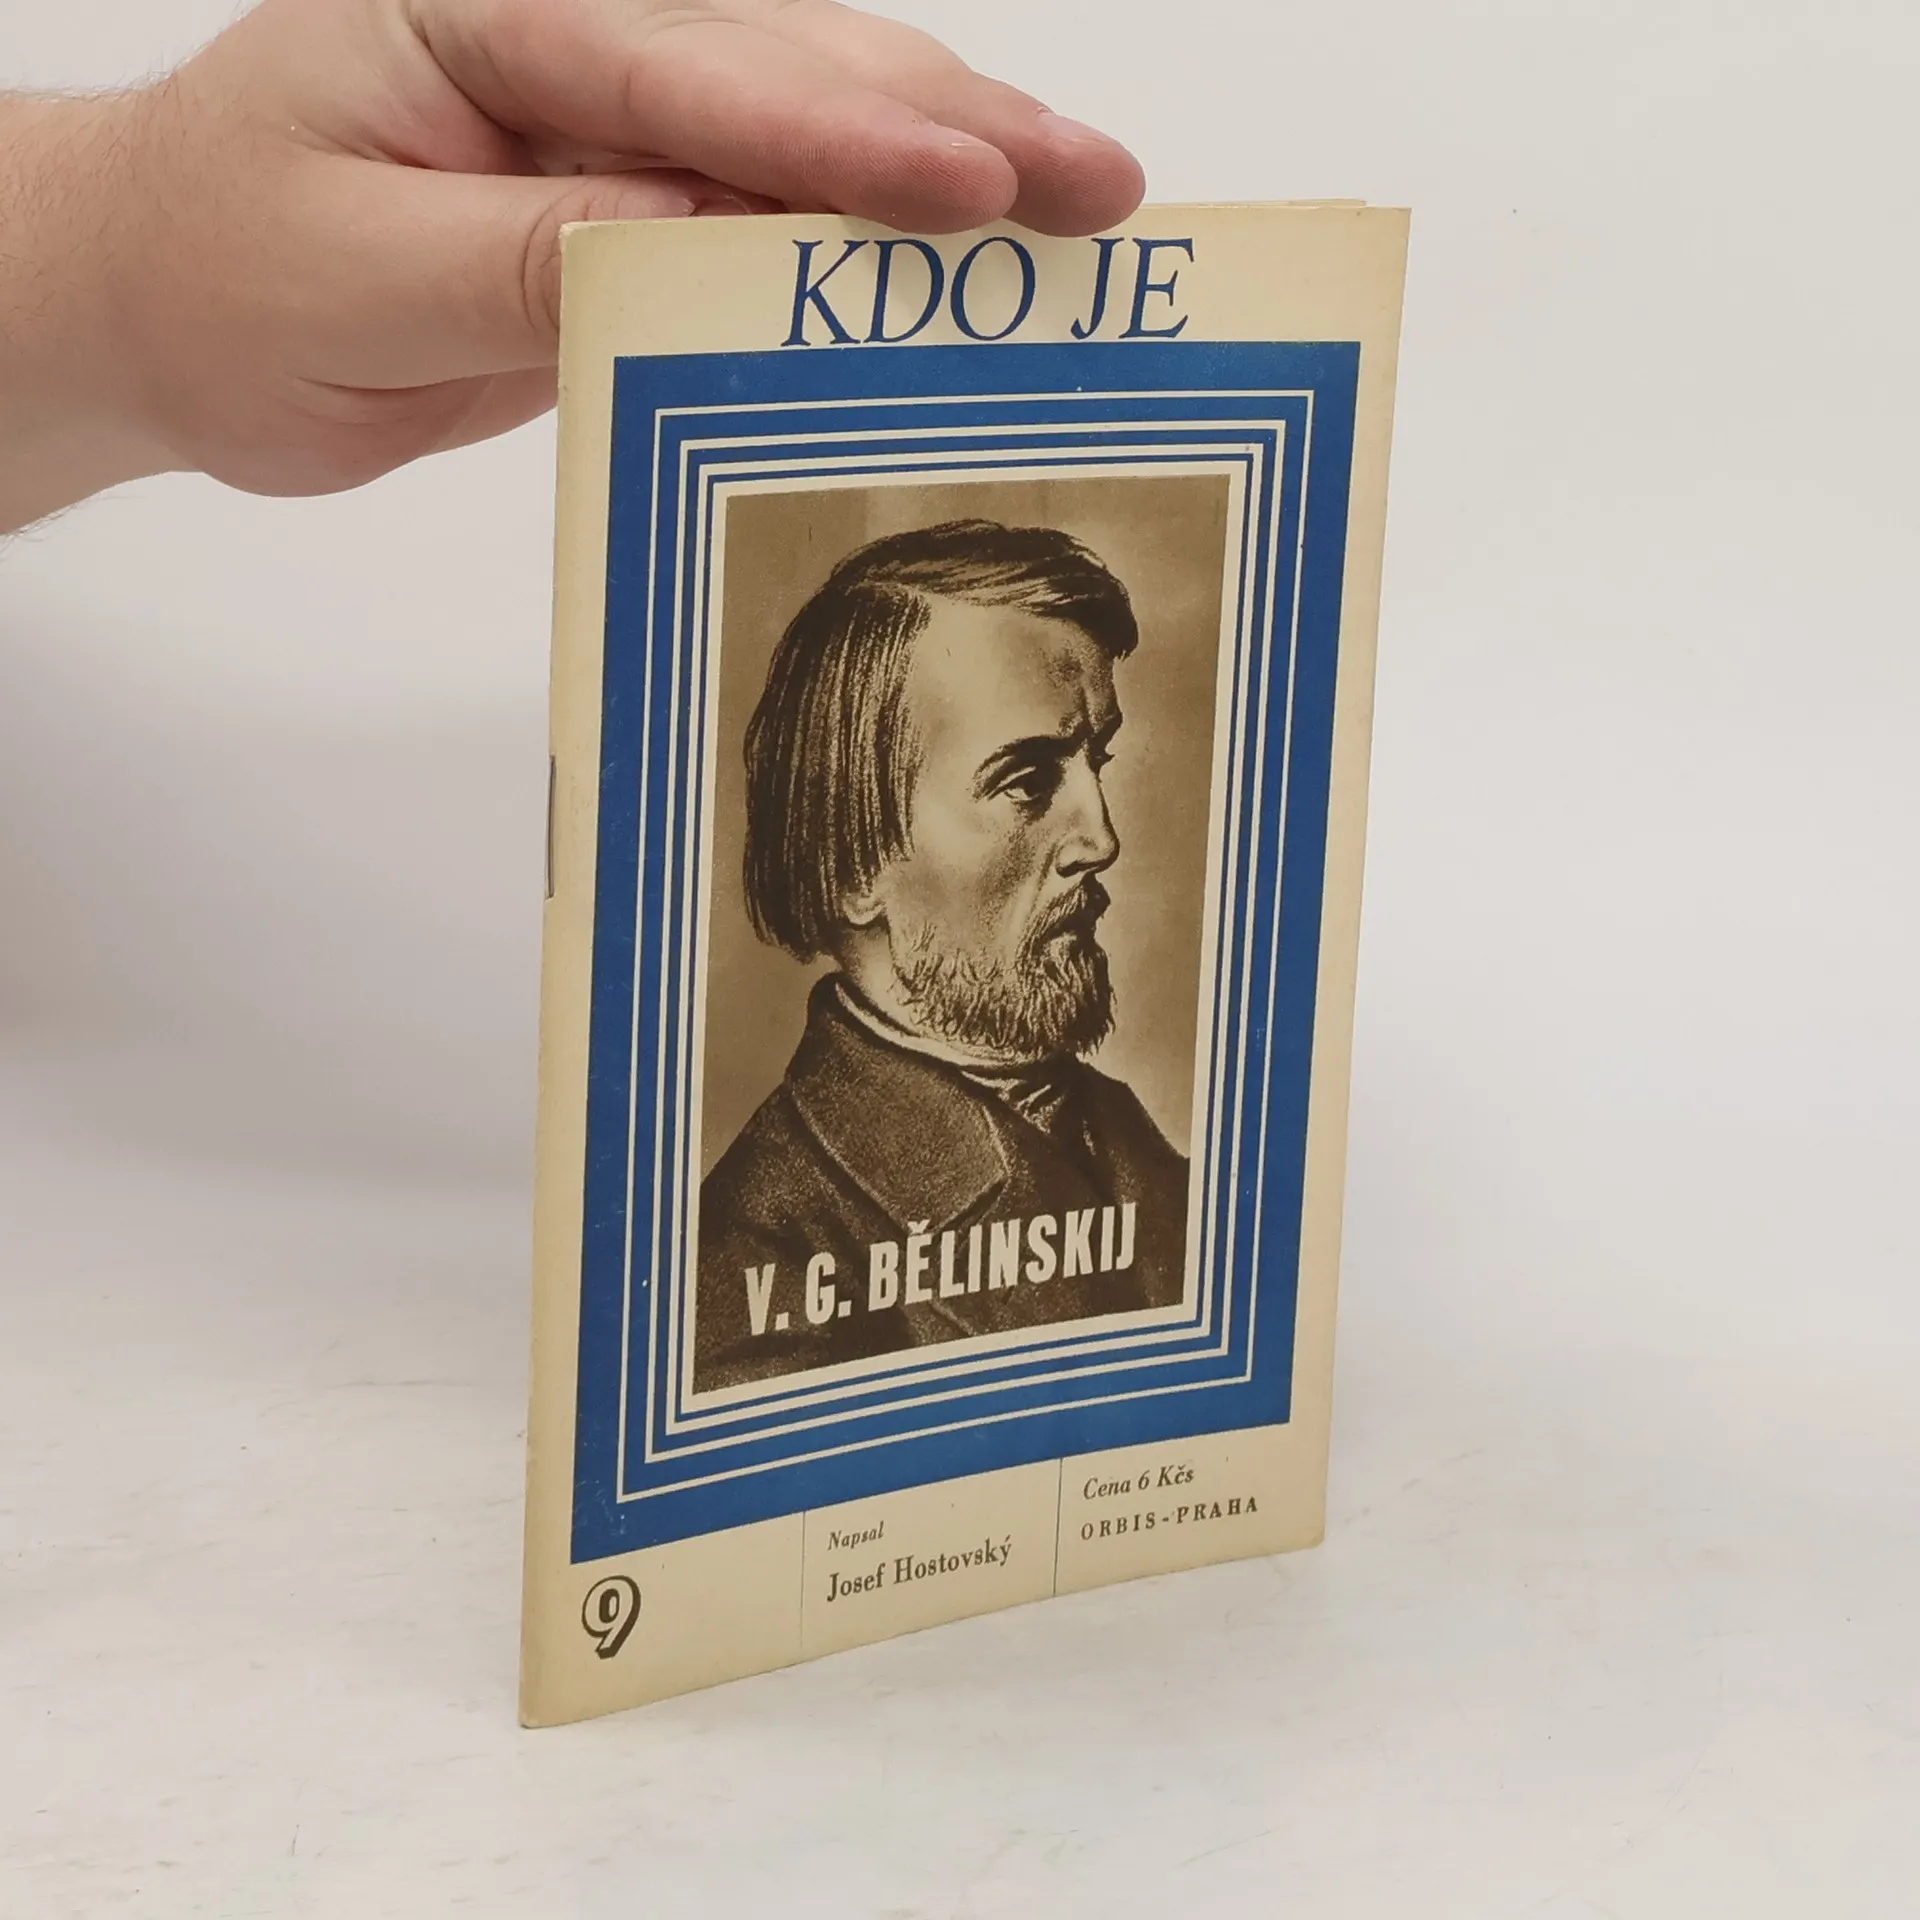 KDO JE
V. G. BĚLINSKIJ
9
Napsal
Josef Hostovský
Cena 6 Kčs
ORBIS-PRAHA